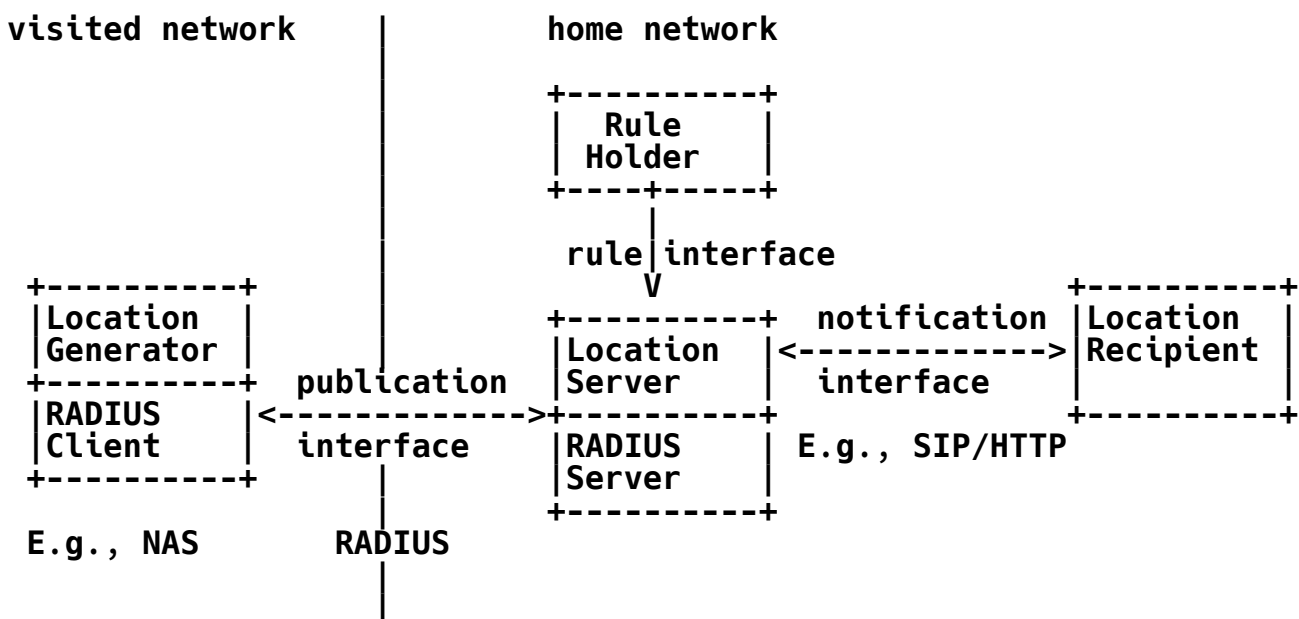 visited network | home network
|
| +----------+
| | Rule |
| | Holder |
| +----+-----+
| |
| rule|interface
+----------+ | V +----------+
|Location | | +----------+ notification |Location |
|Generator | | |Location |<------------->|Recipient |
+----------+ publication |Server | interface | |
|RADIUS |<------------->+----------+ +----------+
|Client | interface |RADIUS | E.g., SIP/HTTP
+----------+ | |Server |
| +----------+
E.g., NAS RADIUS
|
|